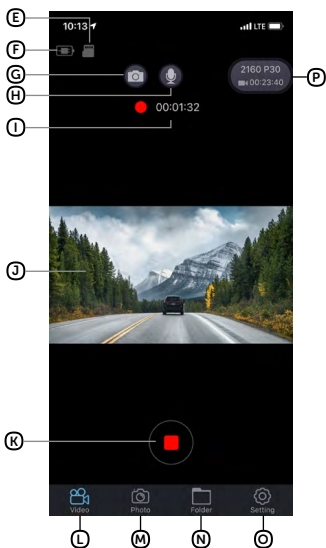 E
10:13 LTE
F
G
2160 P30
00:23:40
P
H
00:01:32
I
J
K
Video Photo Folder Setting
L M N O